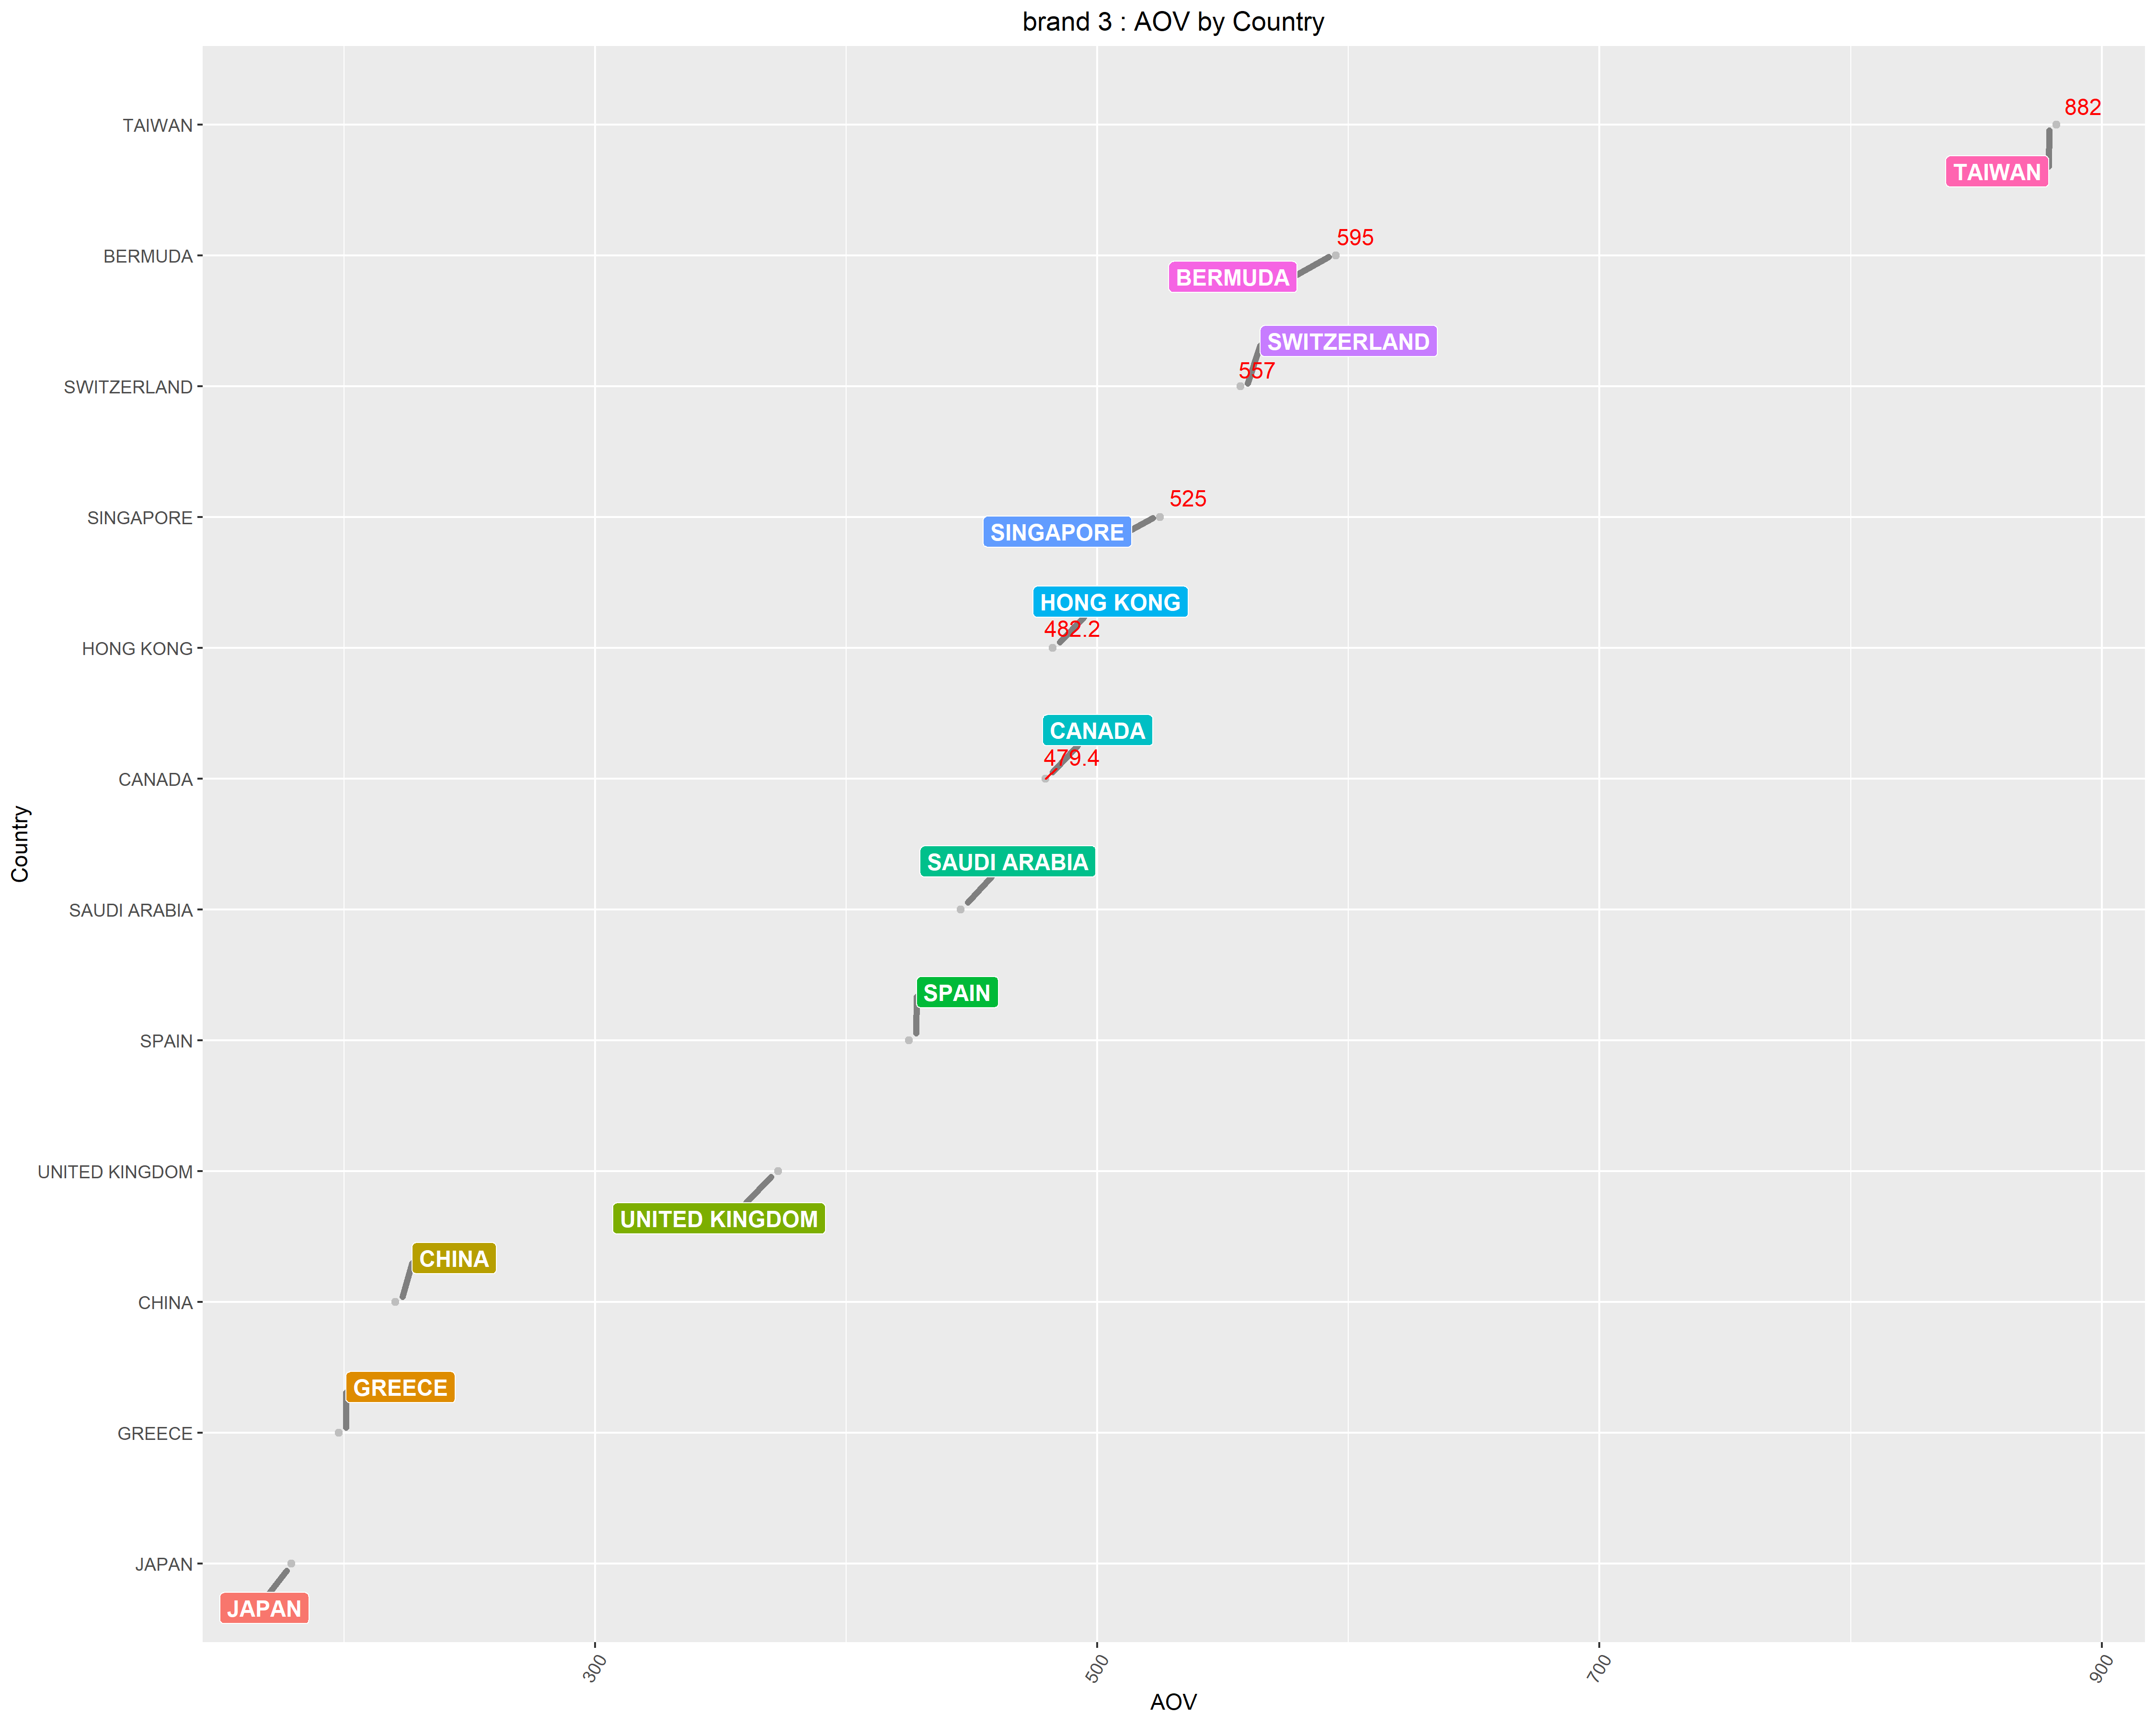 brand 3 : AOV by Country
TAIWAN
882
TAIWAN
BERMUDA
595
BERMUDA
SWITZERLAND
SWITZERLAND
557
SINGAPORE
525
SINGAPORE
HONG KONG
HONG KONG
482.2
CANADA
CANADA
479.4
SAUDI ARABIA
SAUDI ARABIA
SPAIN
SPAIN
UNITED KINGDOM
UNITED KINGDOM
CHINA
CHINA
GREECE
GREECE
JAPAN
JAPAN
Country
300
500
700
900
AOV